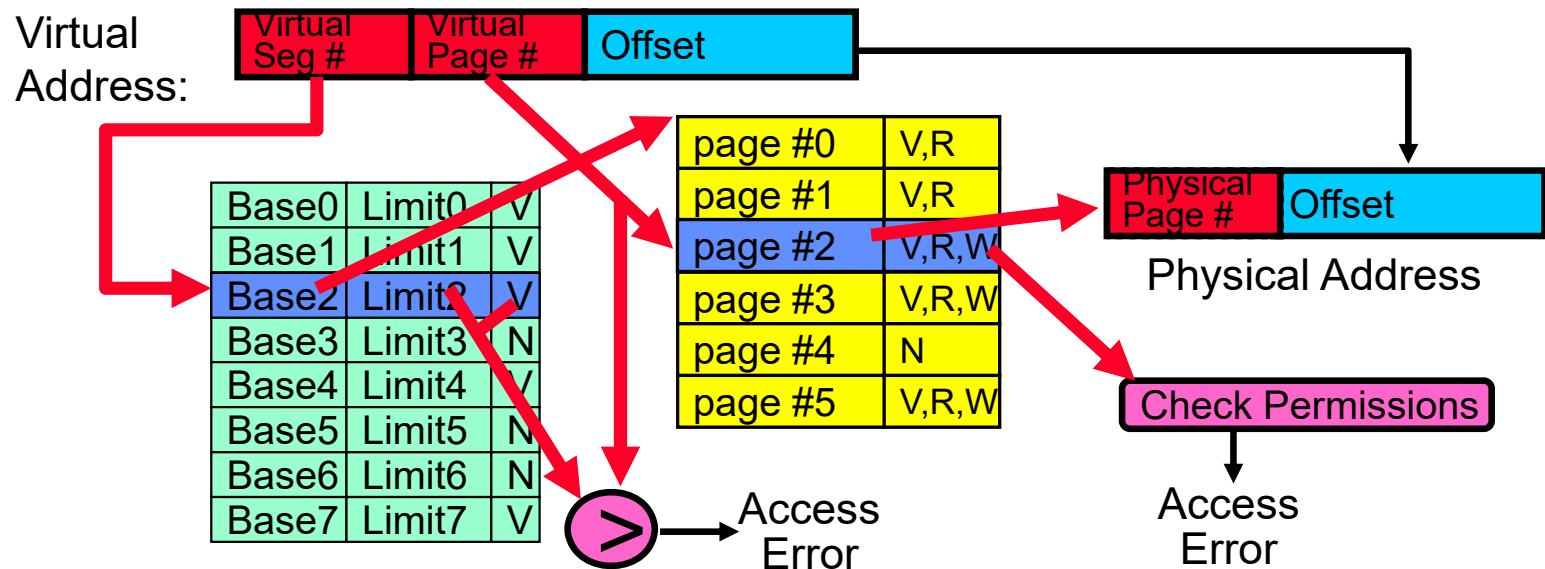 Virtual
Address:
Virtual
Seg #
Virtual
Page #
Offset
page #0 V,R
page #1 V,R
page #2 V,R,W
page #3 V,R,W
page #4 N
page #5 V,R,W
Base0 Limit0 V
Base1 Limit1 V
Base2 Limit2 V
Base3 Limit3 N
Base4 Limit4 V
Base5 Limit5 N
Base6 Limit6 N
Base7 Limit7 V
>
Access
Error
Physical
Page #
Offset
Physical Address
Check Permissions
Access
Error